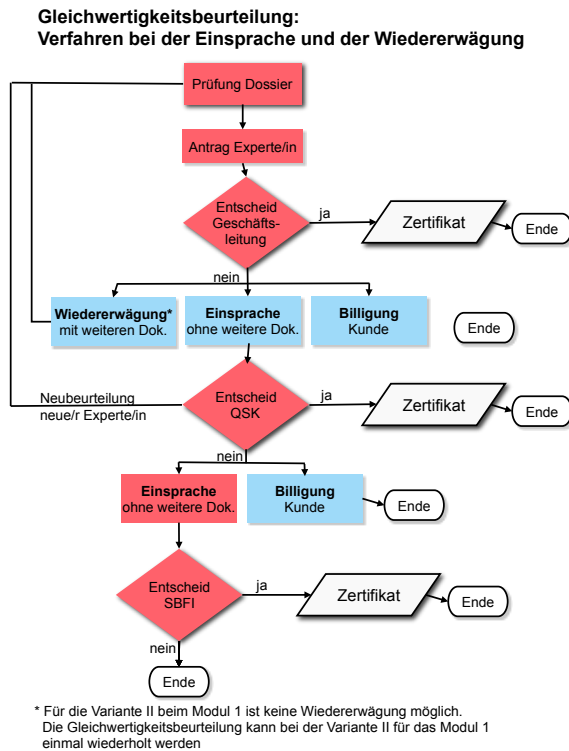 Gleichwertigkeitsbeurteilung:
Verfahren bei der Einsprache und der Wiedererwägung
Prüfung Dossier
Antrag Experte/in
Entscheid
Geschäfts-
leitung
ja
Zertifikat
Ende
nein
Wiedererwägung*
mit weiteren Dok.
Einsprache
ohne weitere Dok.
Billigung
Kunde
Ende
Neubeurteilung
neue/r Experte/in
Entscheid
QSK
ja
Zertifikat
Ende
nein
Einsprache
ohne weitere Dok.
Billigung
Kunde
Ende
Entscheid
SBFI
ja
Zertifikat
Ende
nein
Ende
* Für die Variante II beim Modul 1 ist keine Wiedererwägung möglich.
Die Gleichwertigkeitsbeurteilung kann bei der Variante II für das Modul 1
einmal wiederholt werden